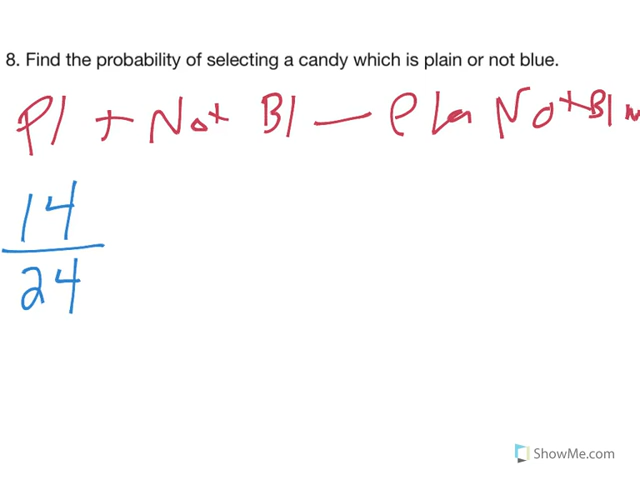 8. Find the probability of selecting a candy which is plain or not blue.
Pl + Not Bl — Pla Not Bl
14
24
ShowMe.com